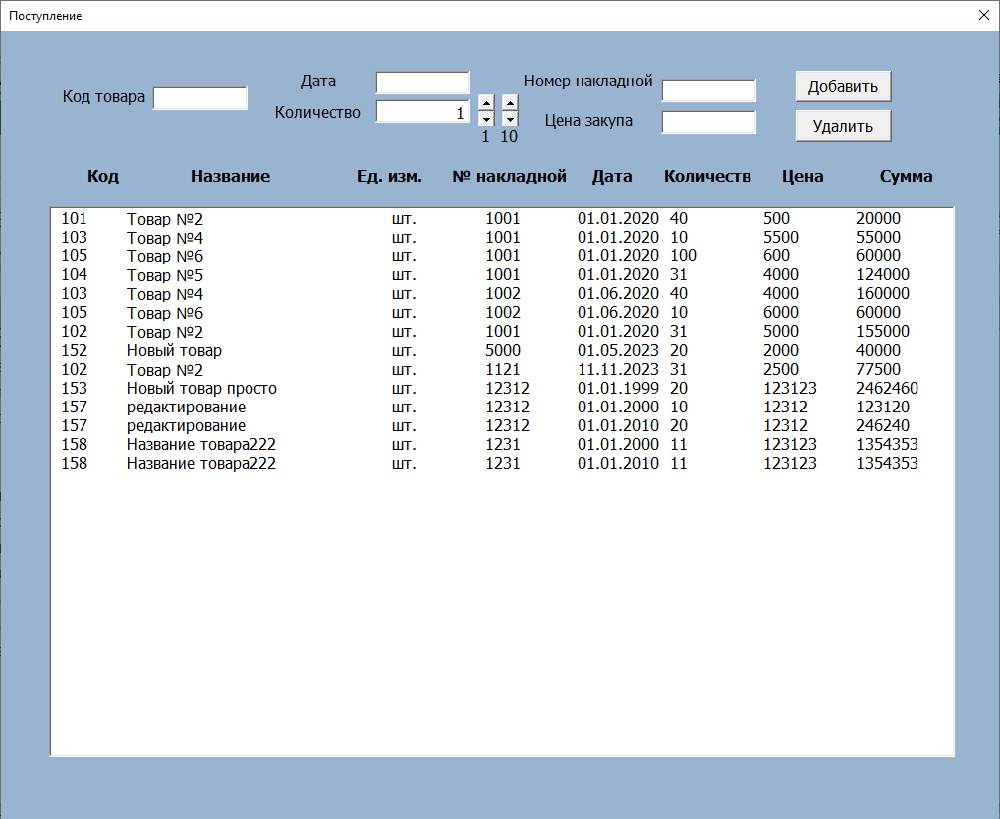 Поступление
Дата
Номер накладной
Добавить
Код товара
Количество
1
Цена закупа
Удалить
1 10
Код Название Ед. изм. № накладной Дата Количеств Цена Сумма
101 Товар №2 шт. 1001 01.01.2020 40 500 20000
103 Товар №4 шт. 1001 01.01.2020 10 5500 55000
105 Товар №6 шт. 1001 01.01.2020 100 600 60000
104 Товар №5 шт. 1001 01.01.2020 31 4000 124000
103 Товар №4 шт. 1002 01.06.2020 40 4000 160000
105 Товар №6 шт. 1002 01.06.2020 10 6000 60000
102 Товар №2 шт. 1001 01.01.2020 31 5000 155000
152 Новый товар шт. 5000 01.05.2023 20 2000 40000
102 Товар №2 шт. 1121 11.11.2023 31 2500 77500
153 Новый товар просто шт. 12312 01.01.1999 20 123123 2462460
157 редактирование шт. 12312 01.01.2000 10 12312 123120
157 редактирование шт. 12312 01.01.2010 20 12312 246240
158 Название товара222 шт. 1231 01.01.2000 11 123123 1354353
158 Название товара222 шт. 1231 01.01.2010 11 123123 1354353